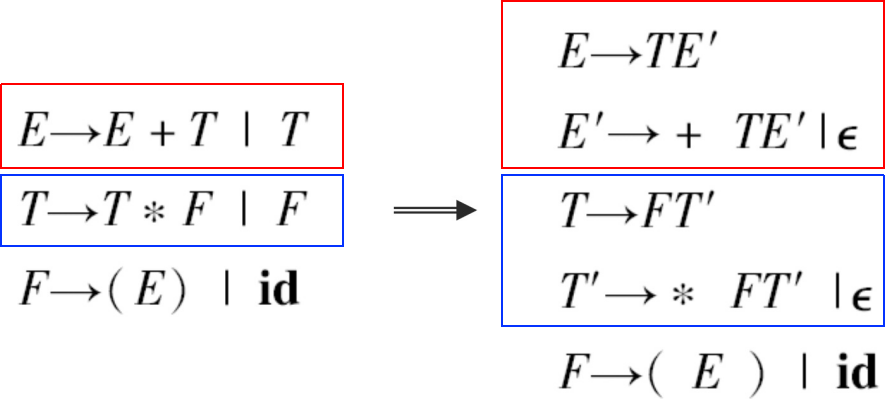 E→E + T | T
T→T * F | F
F→( E ) | id
⟹
E→TE′
E′→ + TE′ | ϵ
T→FT′
T′→ * FT′ | ϵ
F→( E ) | id